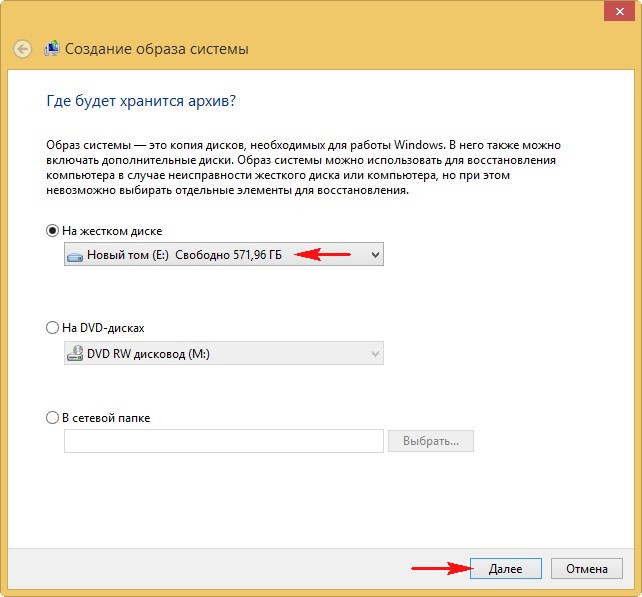 Создание образа системы
Где будет хранится архив?
Образ системы — это копия дисков, необходимых для работы Windows. В него также можно
включать дополнительные диски. Образ системы можно использовать для восстановления
компьютера в случае неисправности жесткого диска или компьютера, но при этом
невозможно выбирать отдельные элементы для восстановления.
На жестком диске
Новый том (E:) Свободно 571,96 ГБ
На DVD-дисках
DVD RW дисковод (M:)
В сетевой папке
Выбрать...
Далее
Отмена